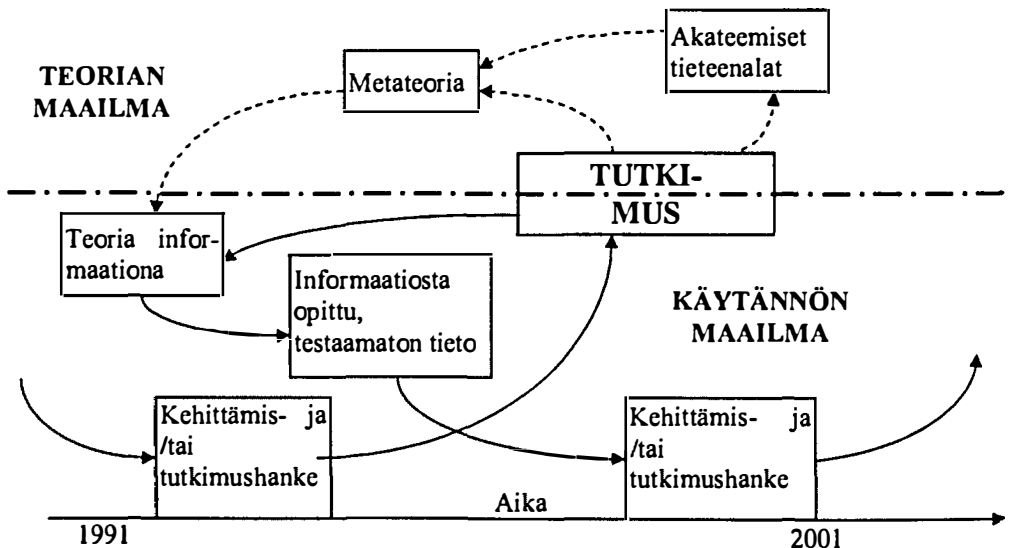 TEORIAN
MAAILMA
Metateoria
Akateemiset
tieteenalat
TUTKI-
MUS
Teoria infor-
maationa
Informaatiosta
opittu,
testaamaton tieto
KÄYTÄNNÖN
MAAILMA
Kehittämis- ja
/tai
tutkimushanke
Kehittämis- ja
/tai
tutkimushanke
Aika
1991
2001